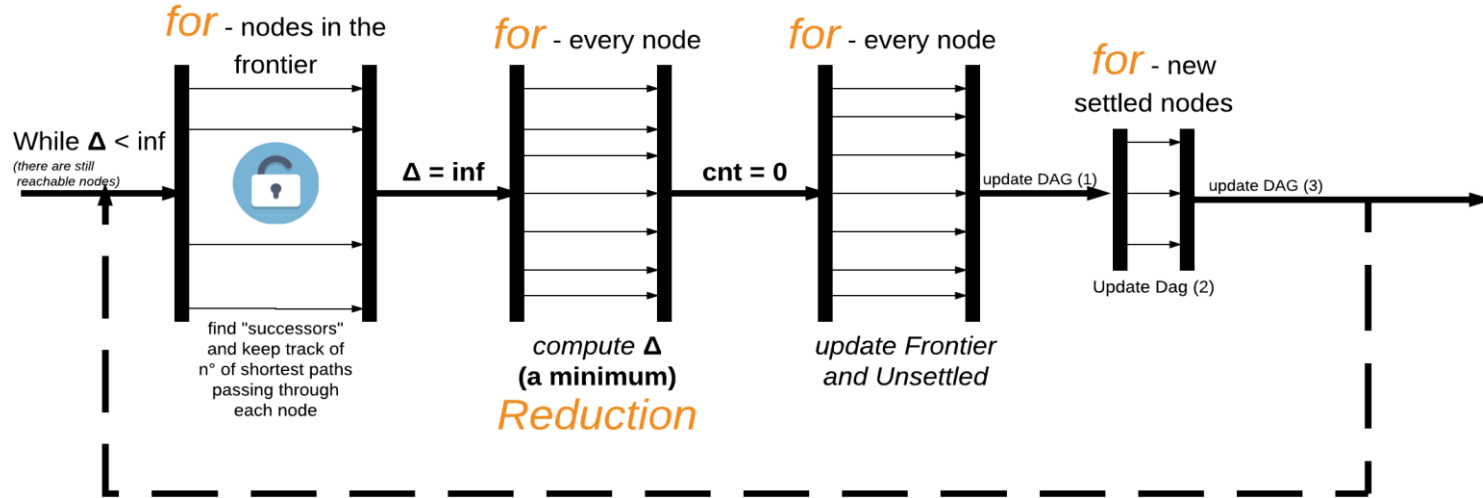 for - nodes in the
frontier
for - every node
for - every node
for - new
settled nodes
While Δ < inf
(there are still
reachable nodes)
Δ = inf
cnt = 0
update DAG (1)
update DAG (3)
Update Dag (2)
find "successors"
and keep track of
n° of shortest paths
passing through
each node
compute Δ
(a minimum)
Reduction
update Frontier
and Unsettled